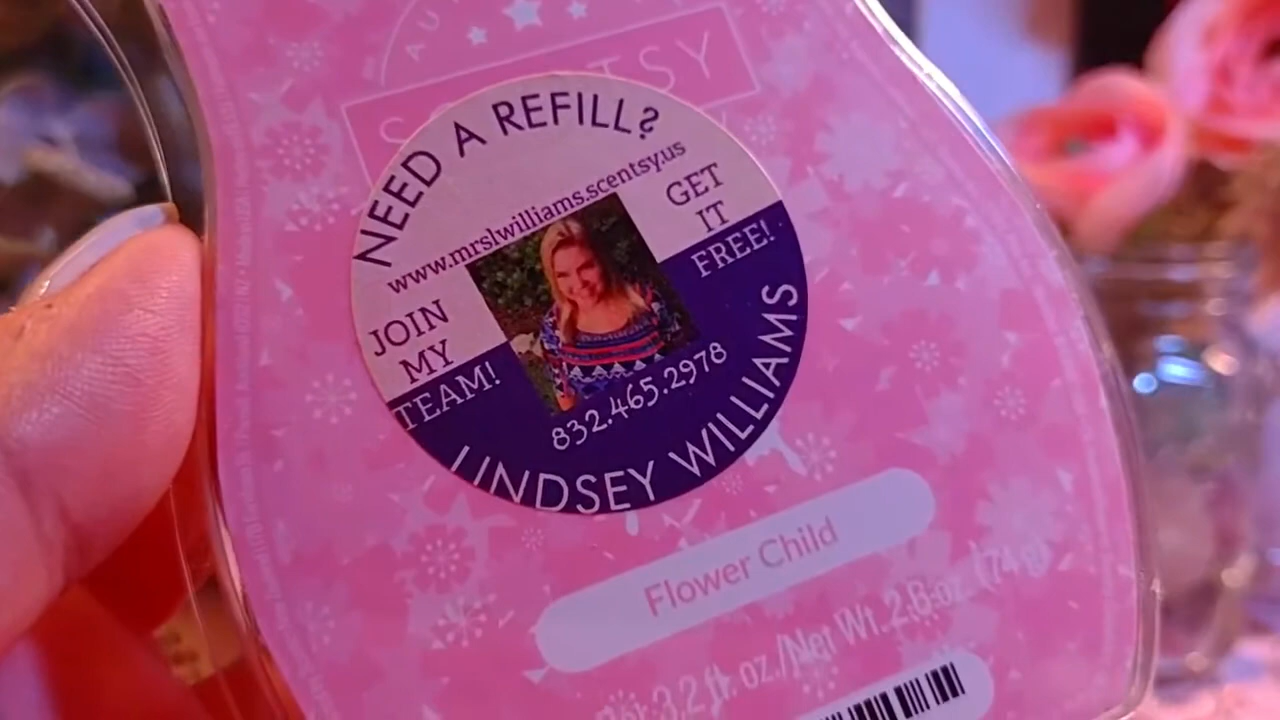 AU
SCENTSY
NEED A REFILL?
www.mrslwilliams.scentsy.us
GET
IT
FREE!
JOIN
MY
TEAM!
832.465.2978
LINDSEY WILLIAMS
Flower Child
3.2 fl. oz./Net Wt. 2.6 oz (74 g)